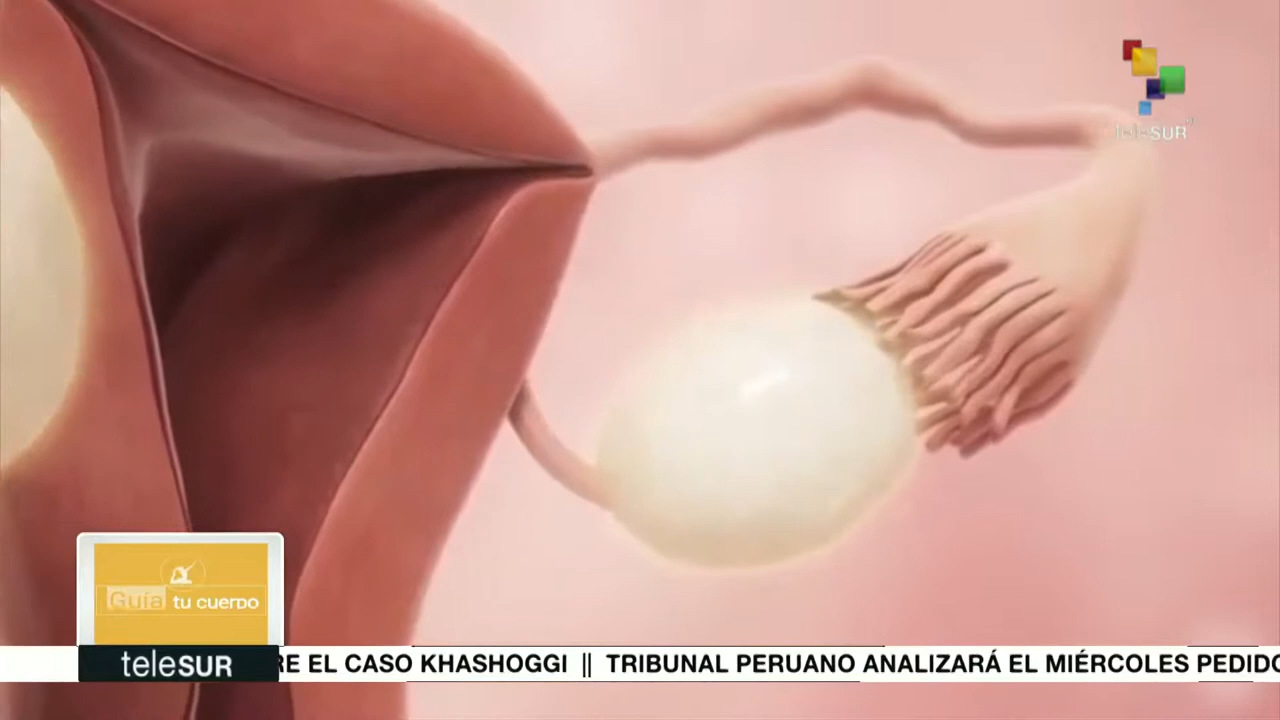 teleSUR
Guía tu cuerpo
teleSUR
RE EL CASO KHASHOGGI || TRIBUNAL PERUANO ANALIZARÁ EL MIÉRCOLES PEDIDO